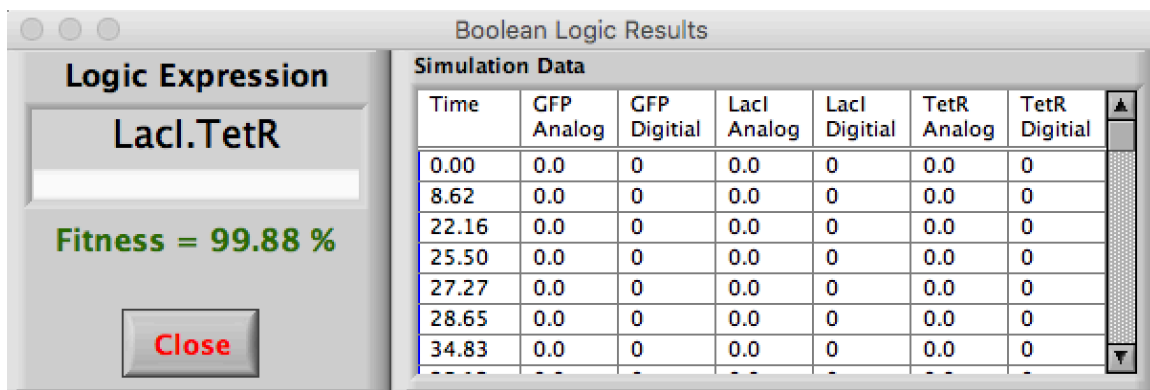 Boolean Logic Results
Logic Expression
LacI.TetR
Fitness = 99.88 %
Close
Simulation Data
Time GFP Analog GFP Digitial LacI Analog LacI Digitial TetR Analog TetR Digitial
0.00 0.0 0 0.0 0 0.0 0
8.62 0.0 0 0.0 0 0.0 0
22.16 0.0 0 0.0 0 0.0 0
25.50 0.0 0 0.0 0 0.0 0
27.27 0.0 0 0.0 0 0.0 0
28.65 0.0 0 0.0 0 0.0 0
34.83 0.0 0 0.0 0 0.0 0